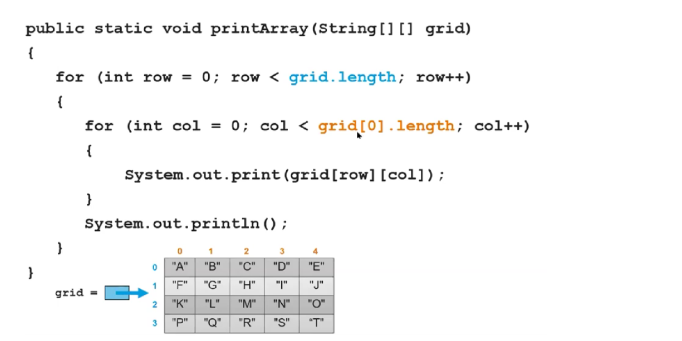 public static void printArray(String[][] grid)
{
for (int row = 0; row < grid.length; row++)
{
for (int col = 0; col < grid[0].length; col++)
{
System.out.print(grid[row][col]);
}
System.out.println();
}
}
0 1 2 3 4
0 "A" "B" "C" "D" "E"
grid = 1 "F" "G" "H" "I" "J"
2 "K" "L" "M" "N" "O"
3 "P" "Q" "R" "S" "T"